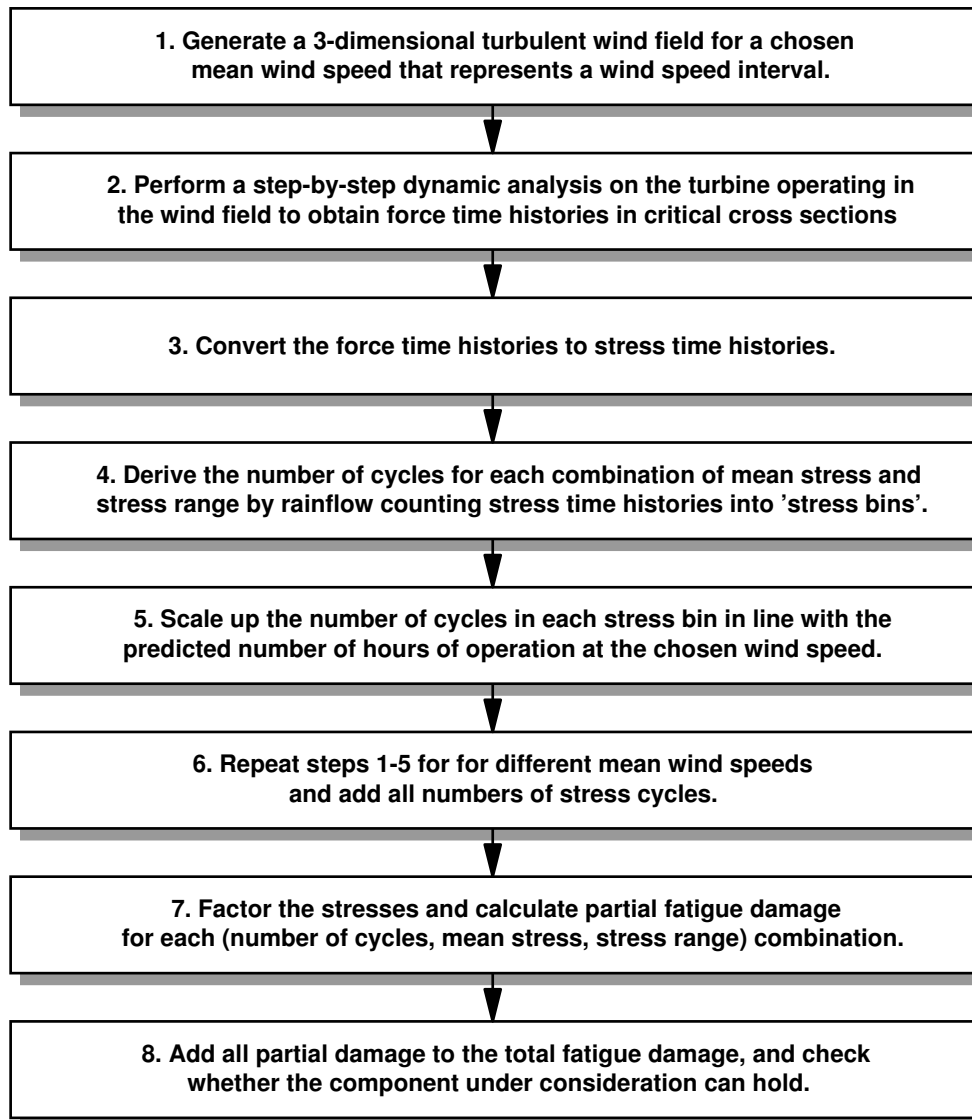 1. Generate a 3-dimensional turbulent wind field for a chosen
mean wind speed that represents a wind speed interval.
2. Perform a step-by-step dynamic analysis on the turbine operating in
the wind field to obtain force time histories in critical cross sections
3. Convert the force time histories to stress time histories.
4. Derive the number of cycles for each combination of mean stress and
stress range by rainflow counting stress time histories into ’stress bins’.
5. Scale up the number of cycles in each stress bin in line with the
predicted number of hours of operation at the chosen wind speed.
6. Repeat steps 1-5 for for different mean wind speeds
and add all numbers of stress cycles.
7. Factor the stresses and calculate partial fatigue damage
for each (number of cycles, mean stress, stress range) combination.
8. Add all partial damage to the total fatigue damage, and check
whether the component under consideration can hold.